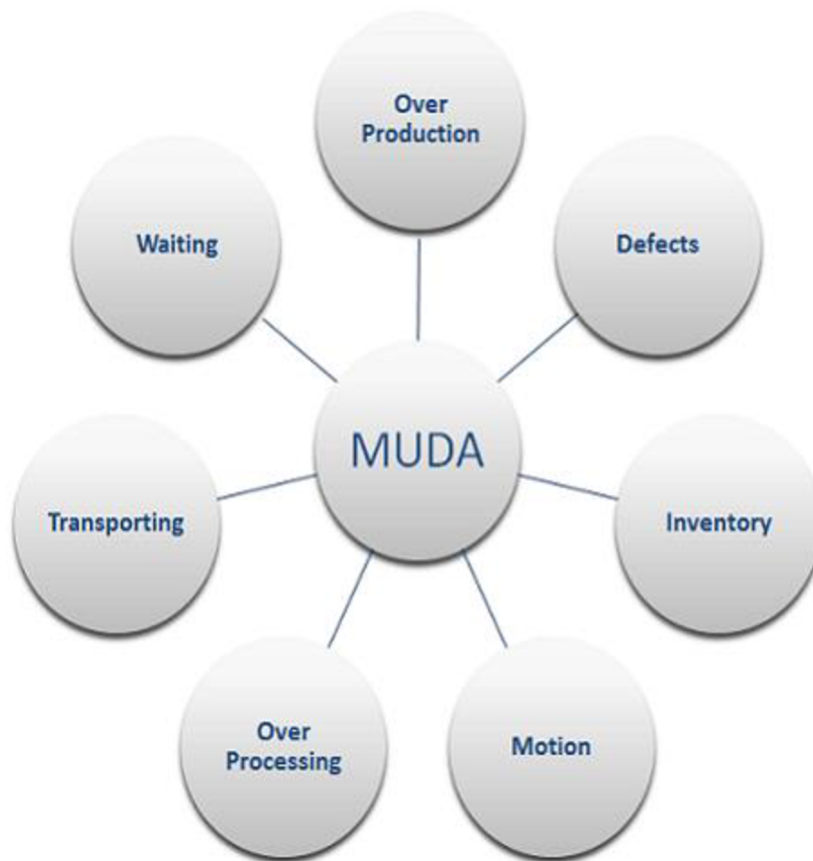 Over
Production
Waiting
Defects
MUDA
Transporting
Inventory
Over
Processing
Motion